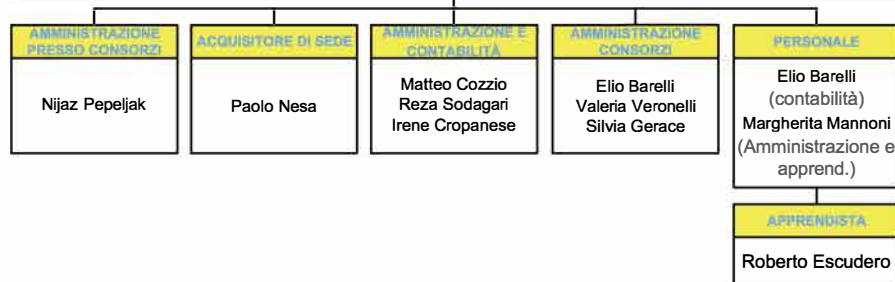 AMMINISTRAZIONE
PRESSO CONSORZI
Nijaz Pepeljak
ACQUISITORE DI SEDE
Paolo Nesa
AMMINISTRAZIONE E
CONTABILITÀ
Matteo Cozzio
Reza Sodagari
Irene Cropanese
AMMINISTRAZIONE
CONSORZI
Elio Barelli
Valeria Veronelli
Silvia Gerace
PERSONALE
Elio Barelli
(contabilità)
Margherita Mannoni
(Amministrazione e
apprend.)
APPRENDISTA
Roberto Escudero